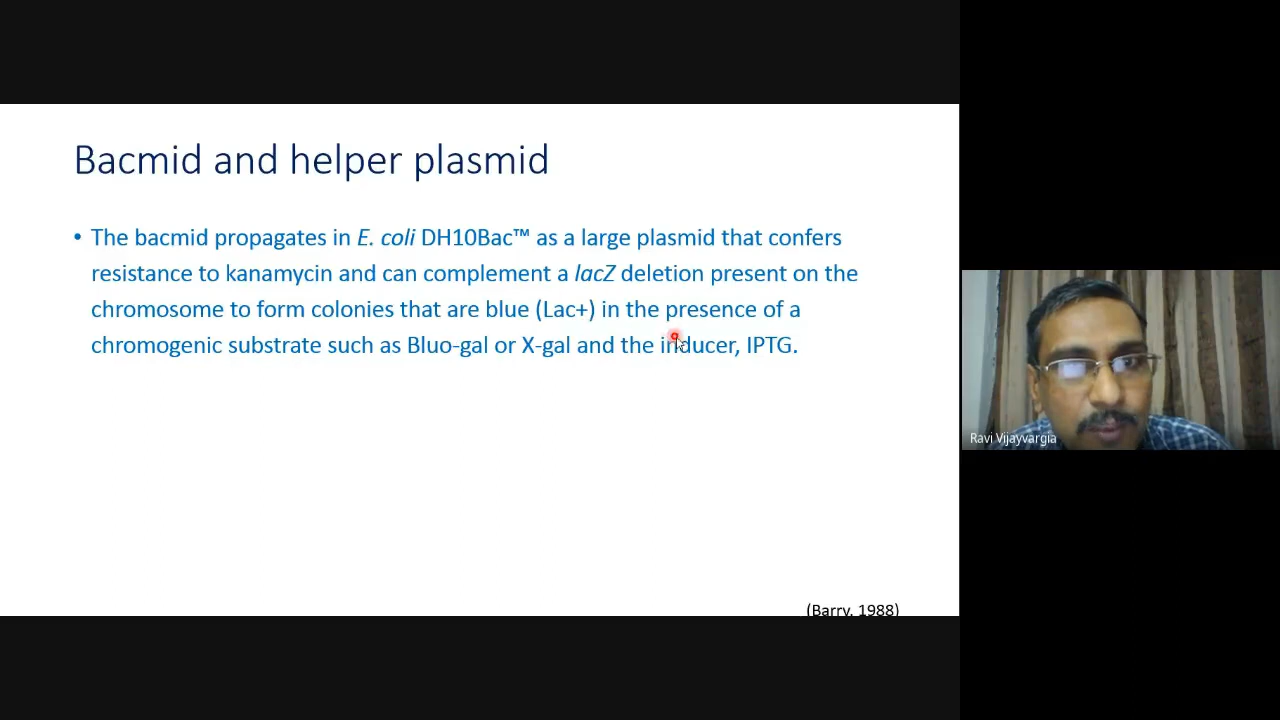 Bacmid and helper plasmid
• The bacmid propagates in E. coli DH10Bac™ as a large plasmid that confers
resistance to kanamycin and can complement a lacZ deletion present on the
chromosome to form colonies that are blue (Lac+) in the presence of a
chromogenic substrate such as Bluo-gal or X-gal and the inducer, IPTG.
(Barry, 1988)
Ravi Vijayvargia